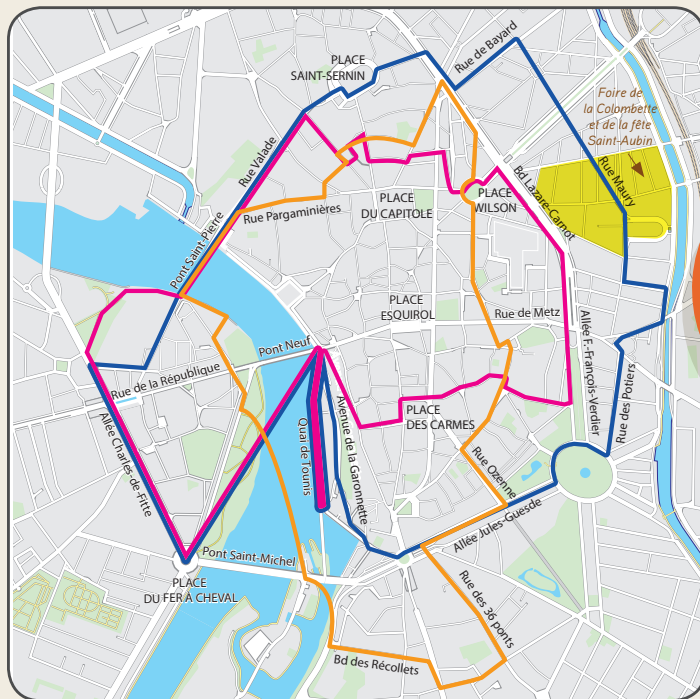 PLACE
SAINT-SERNIN
Rue de Bayard
Foire de
la Colombette
et de la fête
Saint-Aubin
Rue Valade
Rue Maury
Bd Lazare-Carnot
PLACE
WILSON
PLACE
DU CAPITOLE
Rue Pargaminières
Pont Saint-Pierre
PLACE
ESQUIROL
Rue de Metz
Pont Neuf
Allée F.-François-Verdier
Rue des Potiers
Rue de la République
Allée Charles-de-Fitte
Quai de Tounis
Avenue de la Garonnette
PLACE
DES CARMES
Rue Ozenne
Allée Jules-Guesde
Pont Saint-Michel
PLACE
DU FER À CHEVAL
Rue des 36 ponts
Bd des Récollets